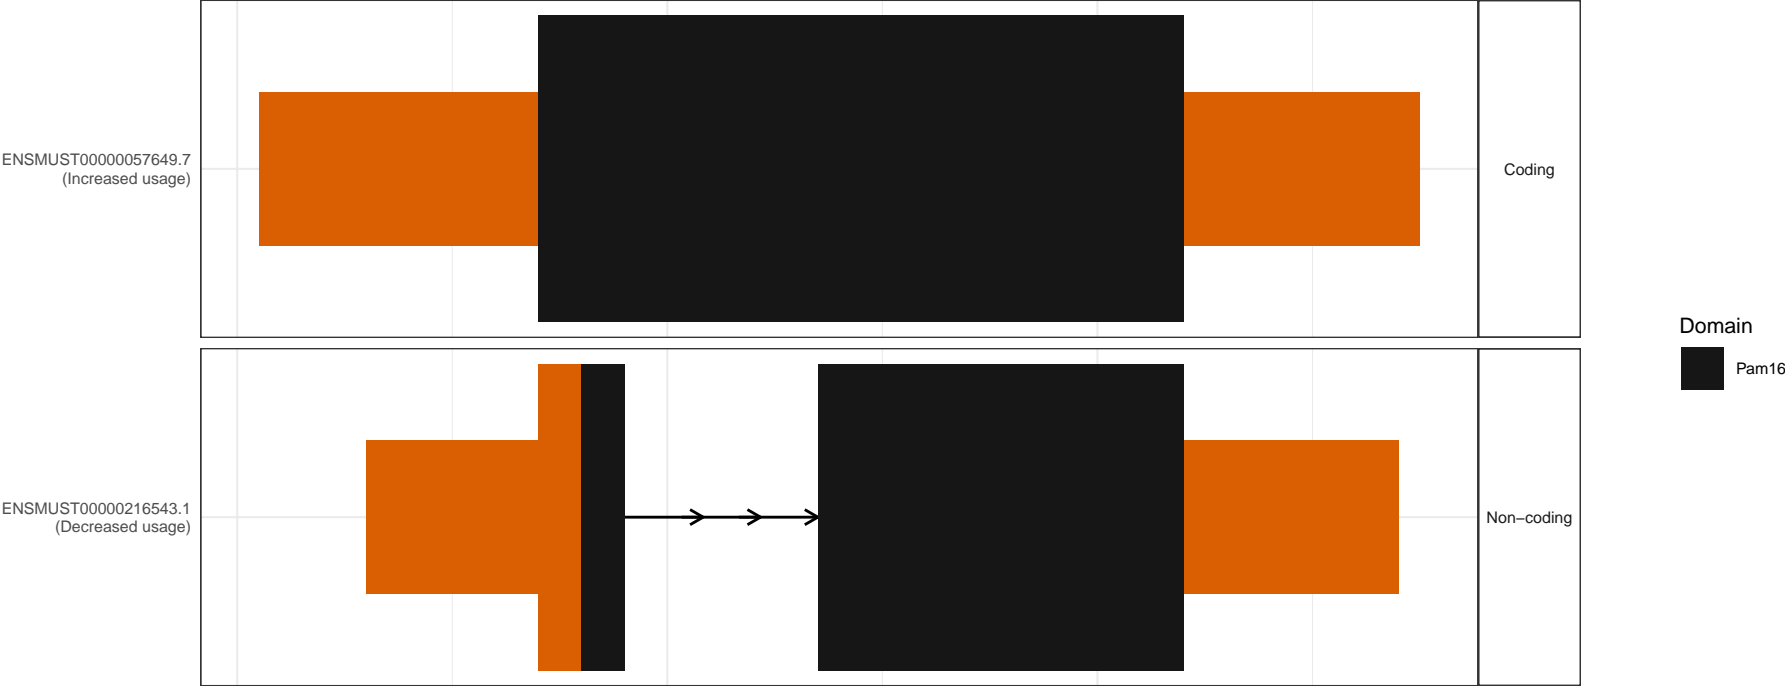 ENSMUST00000057649.7
(Increased usage)
Coding
Domain
Pam16
ENSMUST00000216543.1
(Decreased usage)
Non−coding